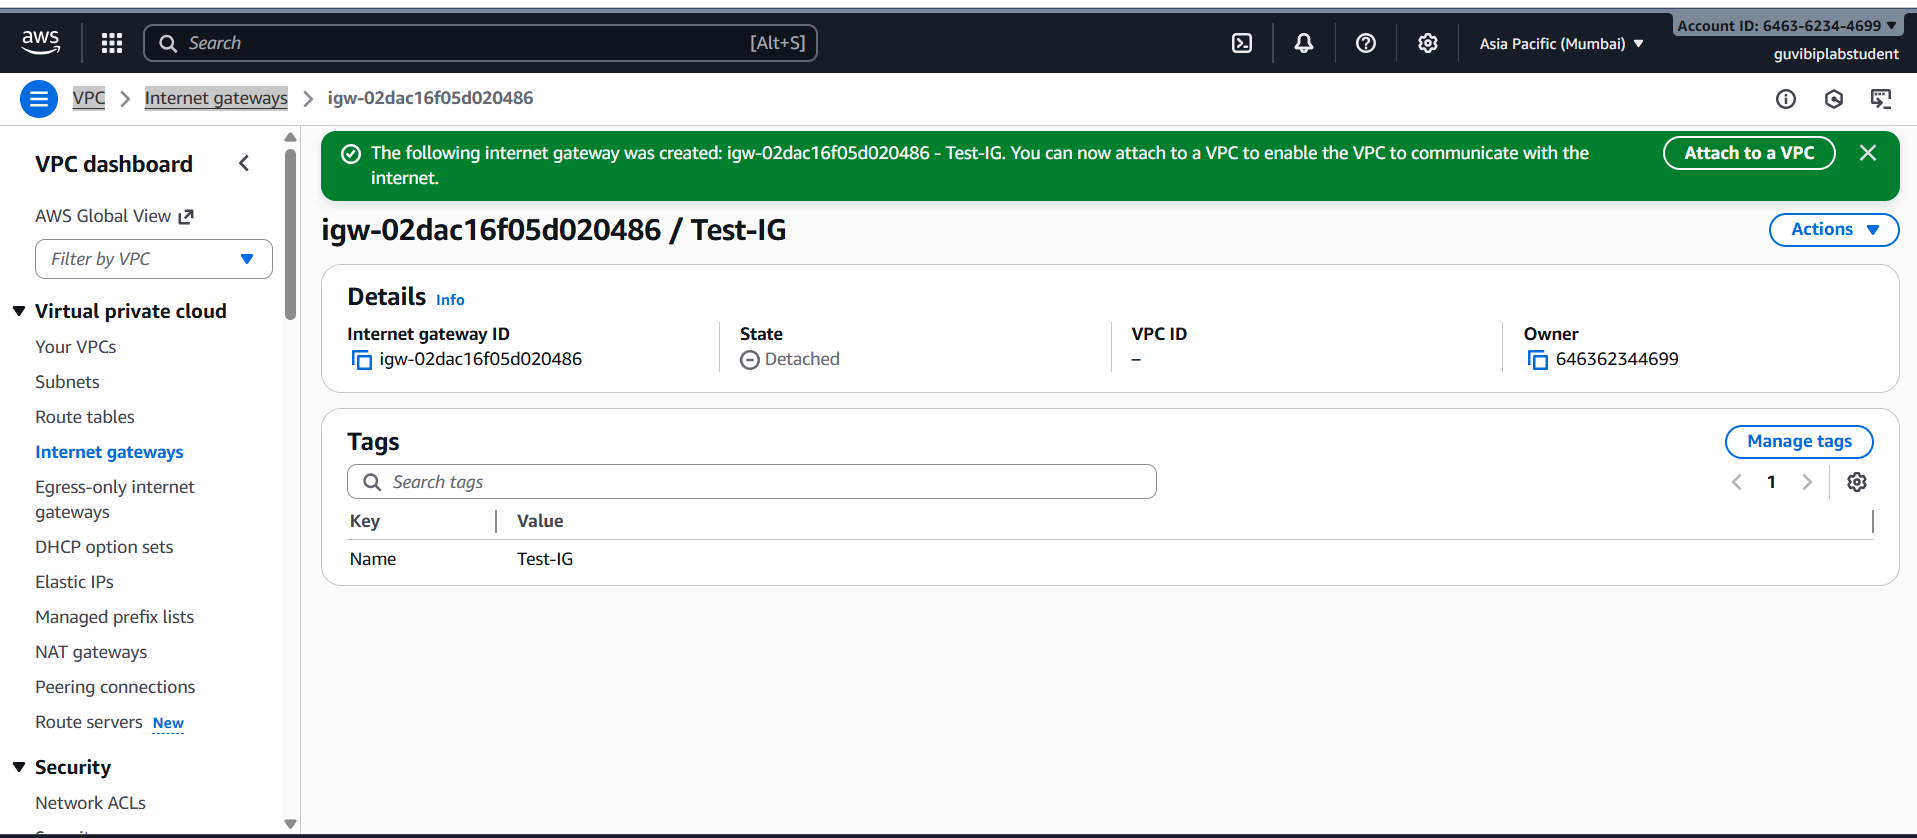 aws
Search
[Alt+S]
Asia Pacific (Mumbai)
Account ID: 6463-6234-4699
guvibiplabstudent
VPC
Internet gateways
igw-02dac16f05d020486
VPC dashboard
AWS Global View
Filter by VPC
Virtual private cloud
Your VPCs
Subnets
Route tables
Internet gateways
Egress-only internet
gateways
DHCP option sets
Elastic IPs
Managed prefix lists
NAT gateways
Peering connections
Route servers New
Security
Network ACLs
The following internet gateway was created: igw-02dac16f05d020486 - Test-IG. You can now attach to a VPC to enable the VPC to communicate with the
internet.
Attach to a VPC
igw-02dac16f05d020486 / Test-IG
Actions
Details Info
Internet gateway ID
igw-02dac16f05d020486
State
Detached
VPC ID
–
Owner
646362344699
Tags
Manage tags
Search tags
1
Key
Value
Name
Test-IG